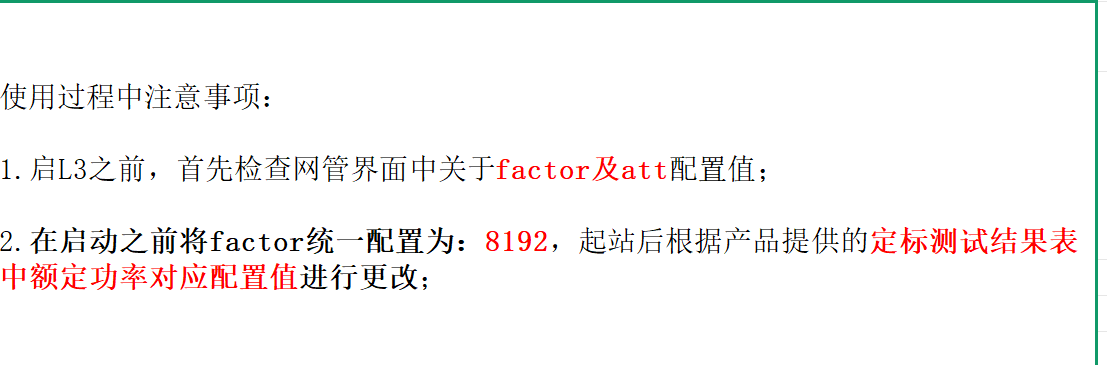 使用过程中注意事项：
1.启L3之前，首先检查网管界面中关于factor及att配置值；
2.在启动之前将factor统一配置为：8192，起站后根据产品提供的定标测试结果表
中额定功率对应配置值进行更改；